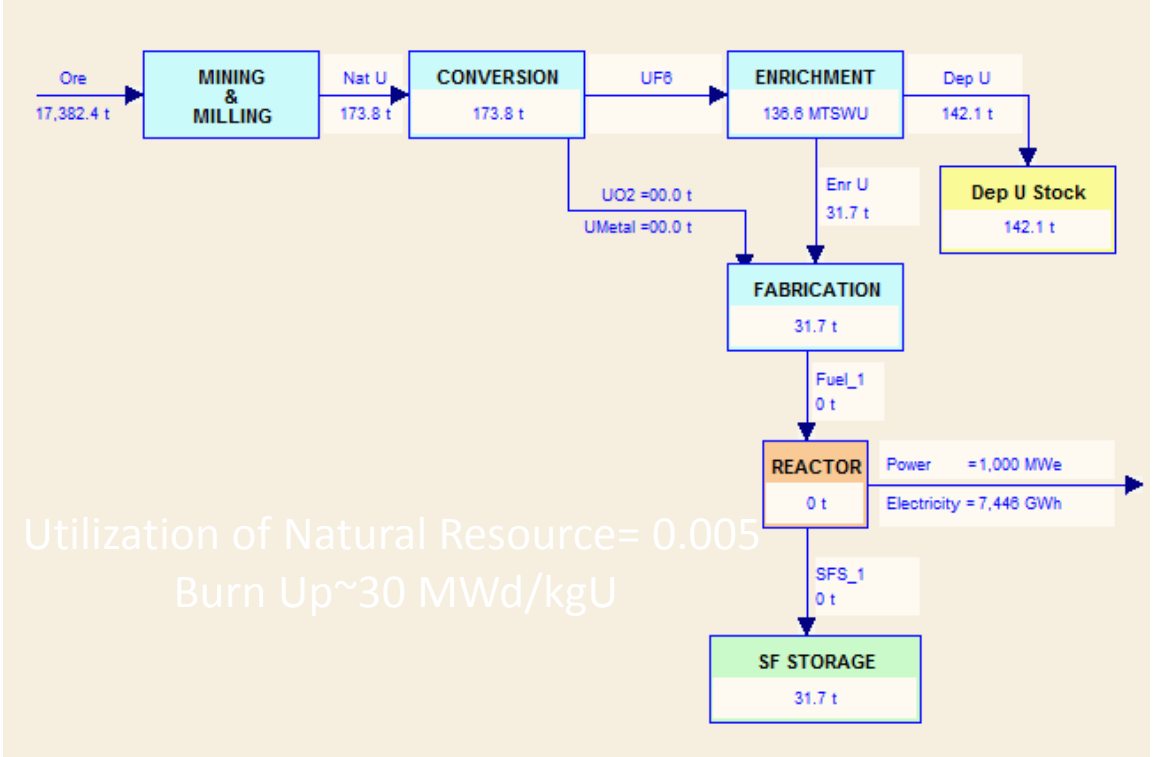 Ore
17,382.4 t
MINING
&
MILLING
Nat U
173.8 t
CONVERSION
173.8 t
UF6
ENRICHMENT
136.6 MTSWU
Dep U
142.1 t
Dep U Stock
142.1 t
UO2 =00.0 t
UMetal =00.0 t
Enr U
31.7 t
FABRICATION
31.7 t
Fuel_1
0 t
REACTOR
0 t
Power =1,000 MWe
Electricity = 7,446 GWh
Utilization of Natural Resource= 0.005
Burn Up~30 MWd/kgU
SFS_1
0 t
SF STORAGE
31.7 t